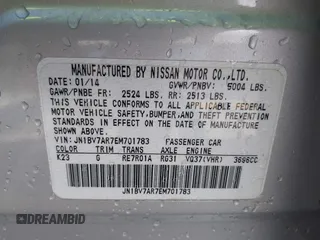 MANUFACTURED BY NISSAN MOTOR CO.,LTD.
DATE: 01/14 GVWR/PNBV: 5004 LBS.
GAWR/PNBE FR: 2524 LBS. RR: 2513 LBS.
THIS VEHICLE CONFORMS TO ALL APPLICABLE FEDERAL
MOTOR VEHICLE SAFETY,BUMPER,AND THEFT PREVENTION
STANDARDS IN EFFECT ON THE DATE OF MANUFACTURE
SHOWN ABOVE.
VEH.I.D.NO:JN1BV7AR7EM701783 PASSENGER CAR
COLOR TRIM TRANS AXLE ENGINE
K23 G RE7R01A RG31 VQ37(VHR) 3696CC
JN1BV7AR7EM701783
DREAMBID